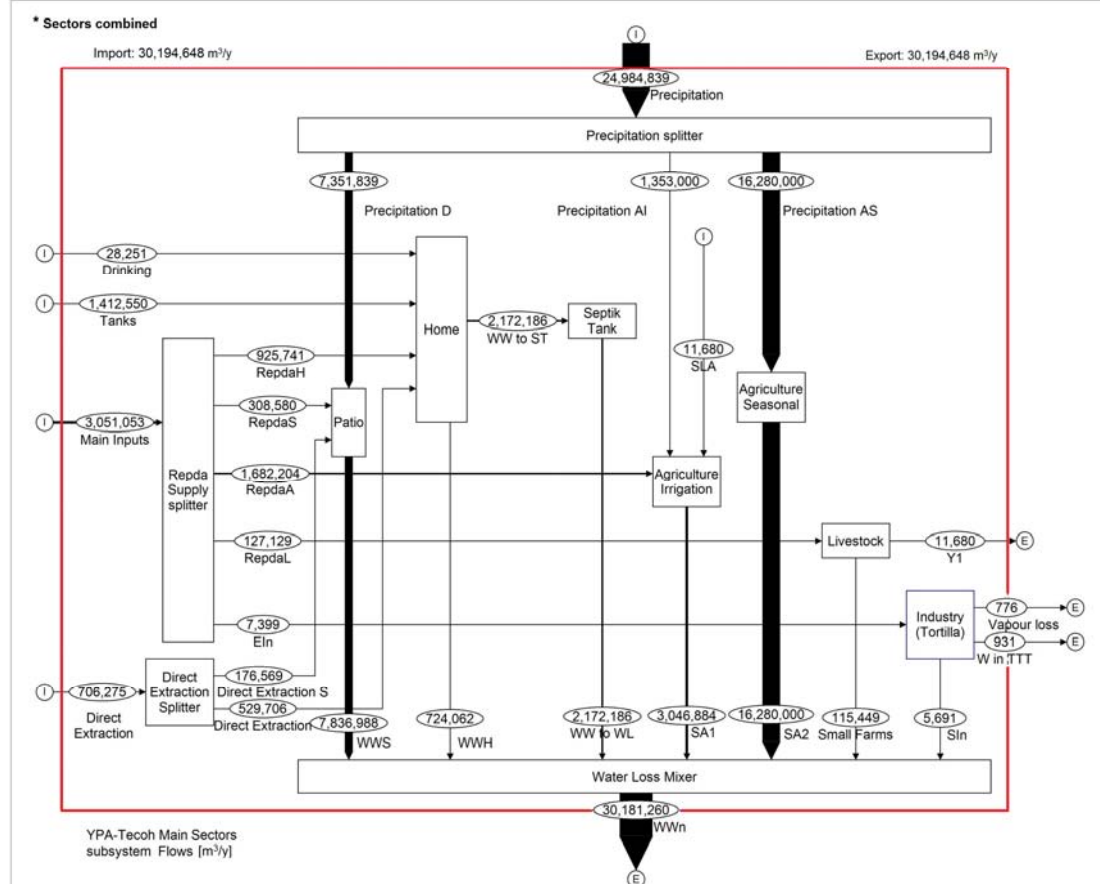 * Sectors combined
Import: 30,194,648 m³/y
Export: 30,194,648 m³/y
I
24,984,839
Precipitation
Precipitation splitter
7,351,839
1,353,000
16,280,000
Precipitation D
Precipitation AI
Precipitation AS
I
I
28,251
Drinking
I
1,412,550
Tanks
Home
2,172,186
WW to ST
Septik
Tank
11,680
SLA
925,741
RepdaH
308,580
RepdaS
Patio
Agriculture
Seasonal
I
3,051,053
Main Inputs
Repda
Supply
splitter
1,682,204
RepdaA
Agriculture
Irrigation
127,129
RepdaL
Livestock
11,680
Y1
E
7,399
EIn
Industry
(Tortilla)
776
Vapour loss
E
931
W in TTT
E
I
706,275
Direct
Extraction
Direct
Extraction
Splitter
176,569
Direct Extraction S
529,706
Direct Extraction
7,836,988
WWS
724,062
WWH
2,172,186
WW to WL
3,046,884
SA1
16,280,000
SA2
115,449
Small Farms
5,691
SIn
Water Loss Mixer
30,181,260
WWn
E
YPA-Tecoh Main Sectors
subsystem Flows [m³/y]